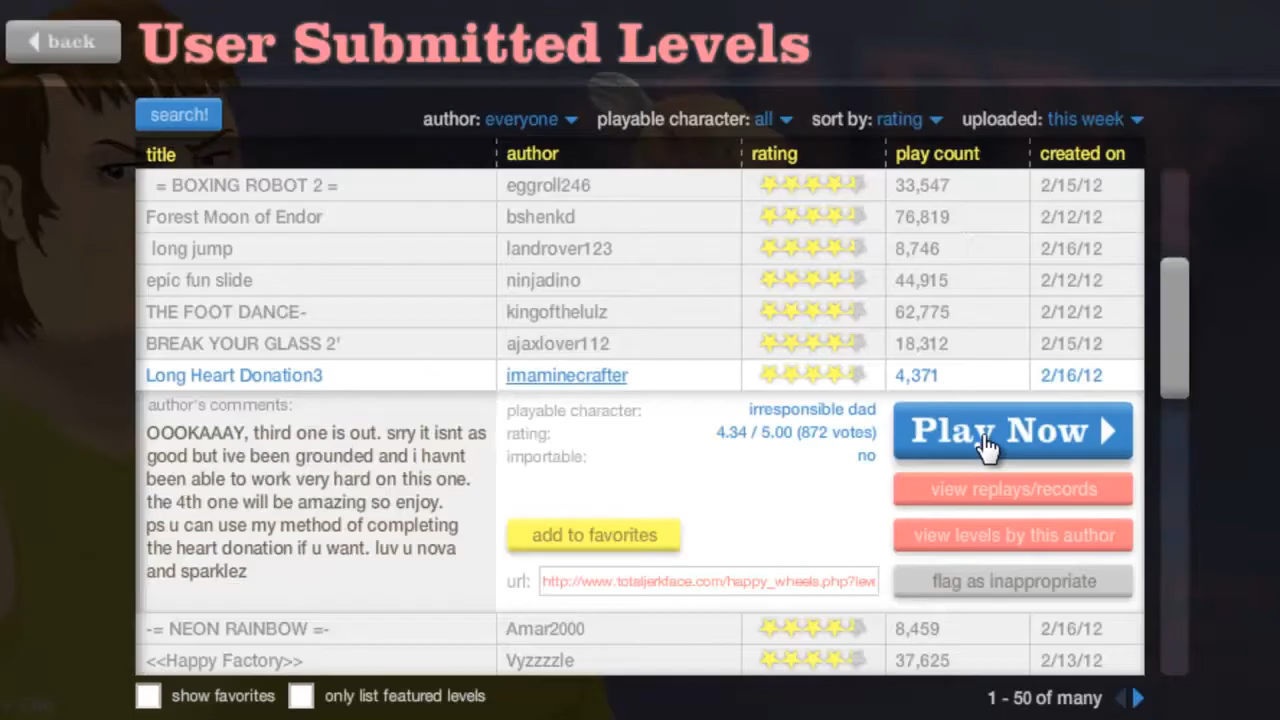 back
User Submitted Levels
search!
author: everyone playable character: all sort by: rating uploaded: this week
title author rating play count created on
= BOXING ROBOT 2 = eggroll246 33,547 2/15/12
Forest Moon of Endor bshenkd 76,819 2/12/12
long jump landrover123 8,746 2/16/12
epic fun slide ninjadino 44,915 2/12/12
THE FOOT DANCE- kingofthelulz 62,775 2/12/12
BREAK YOUR GLASS 2' ajaxlover112 18,312 2/15/12
Long Heart Donation3 imaminecrafter 4,371 2/16/12
author's comments:
OOOKAAAY, third one is out. srry it isnt as
good but ive been grounded and i havnt
been able to work very hard on this one.
the 4th one will be amazing so enjoy.
ps u can use my method of completing
the heart donation if u want. luv u nova
and sparklez
playable character: irresponsible dad
rating: 4.34 / 5.00 (872 votes)
importable: no
add to favorites
url: http://www.totaljerkface.com/happy_wheels.php?leve
Play Now
view replays/records
view levels by this author
flag as inappropriate
-= NEON RAINBOW =- Amar2000 8,459 2/16/12
<<Happy Factory>> Vyzzzzle 37,625 2/13/12
show favorites only list featured levels 1 - 50 of many